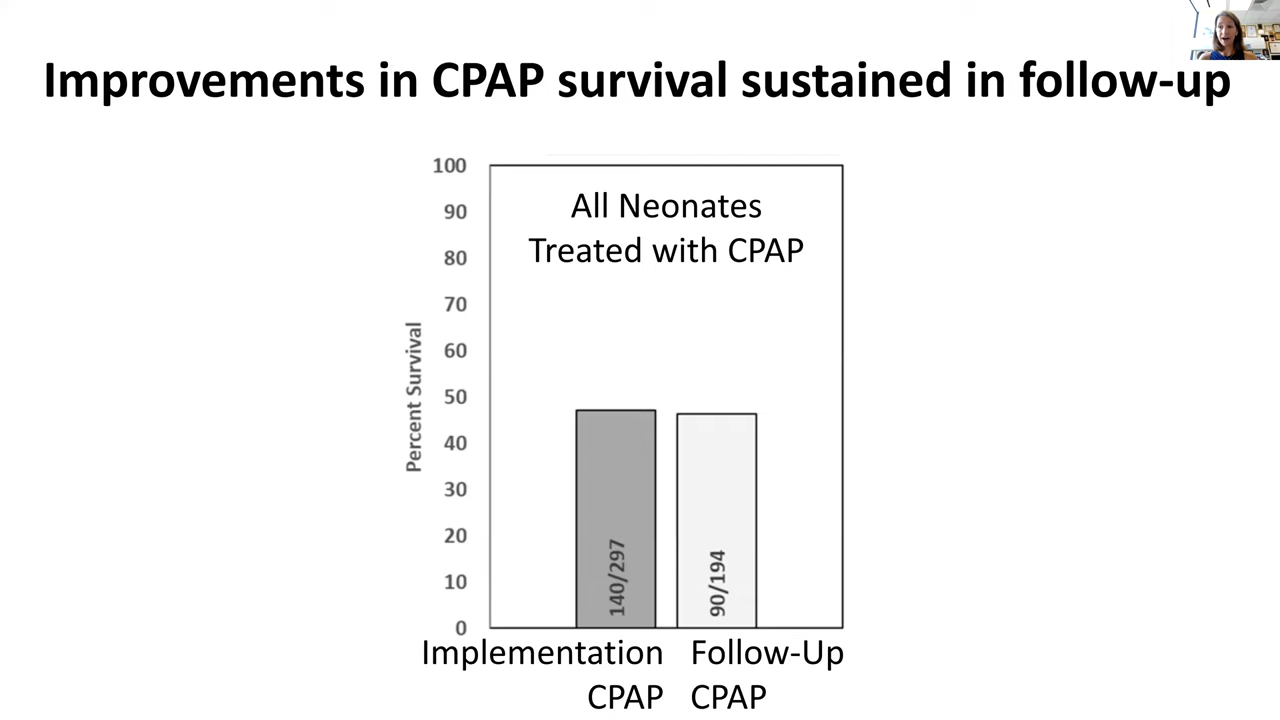 Improvements in CPAP survival sustained in follow-up
All Neonates
Treated with CPAP
Percent Survival
100
90
80
70
60
50
40
30
20
10
0
140/297
90/194
Implementation
CPAP
Follow-Up
CPAP